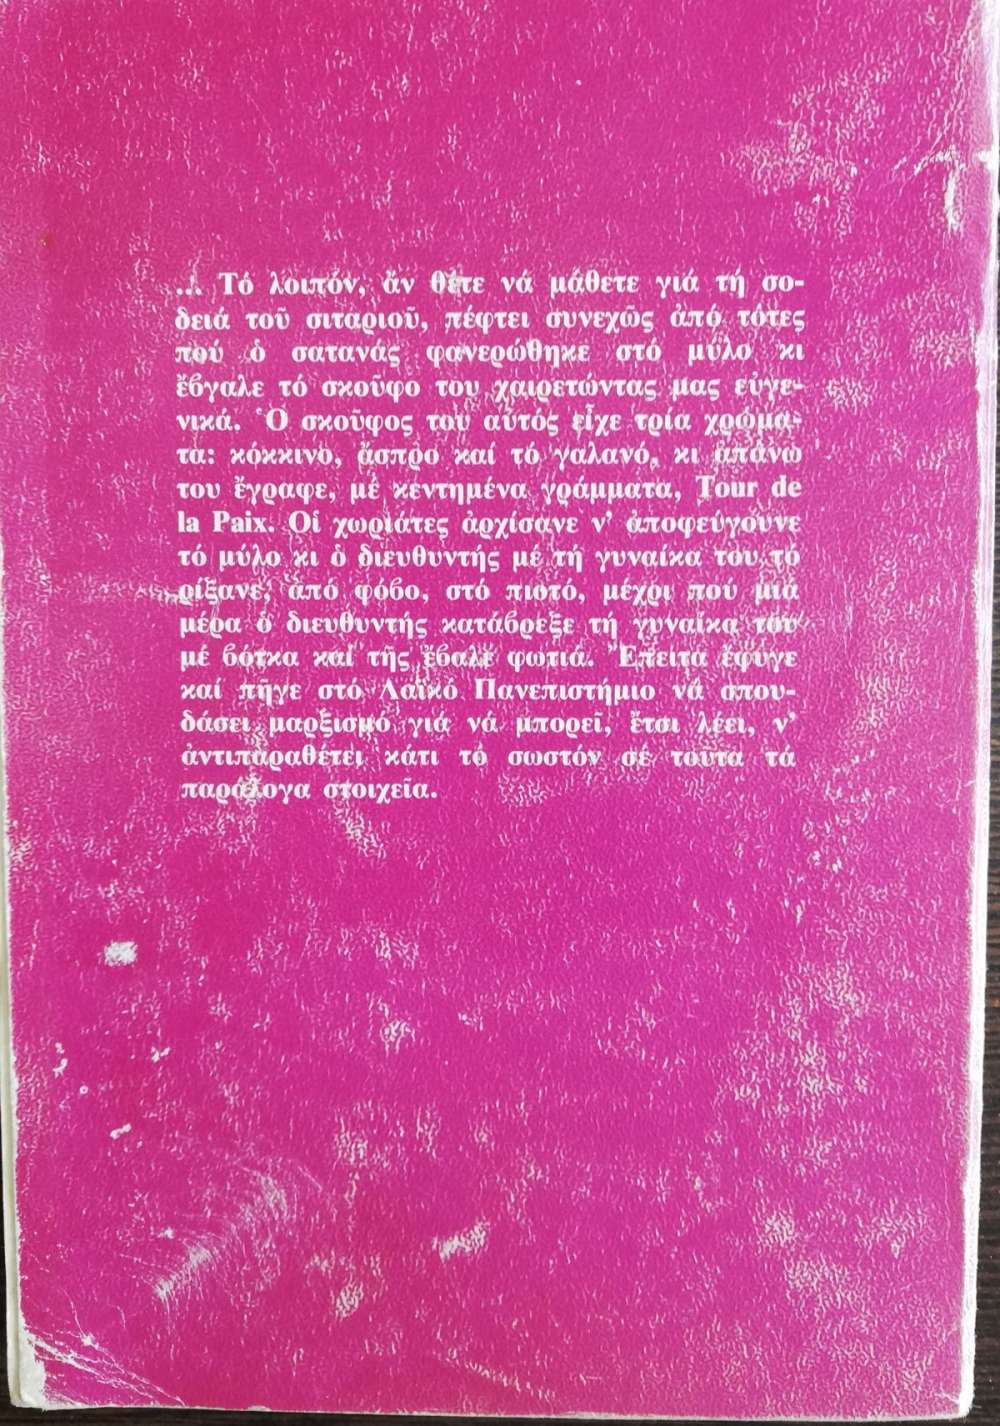 ... Τό λοιπόν, ἄν θέτε νά μάθετε γιά τή σο-
δειά τοῦ σιταριοῦ, πέφτει συνεχῶς ἀπό τότες
πού ὁ σατανάς φανερώθηκε στό μύλο κι
ἔβγαλε τό σκοῦφο του χαιρετώντας μας εὐγε-
νικά. Ὁ σκοῦφος του αὐτός εἶχε τρία χρώμα-
τα: κόκκινο, ἄσπρο καί τό γαλανό, κι ἀπάνω
του ἔγραφε, μέ κεντημένα γράμματα, Tour de
la Paix. Οἱ χωριάτες ἀρχίσανε ν' ἀποφεύγουνε
τό μύλο κι ὁ διευθυντής μέ τή γυναίκα του τό
ρίξανε, ἀπό φόβο, στό πιοτό, μέχρι πού μιά
μέρα ὁ διευθυντής κατάβρεξε τή γυναίκα του
μέ βότκα καί τῆς ἔβαλε φωτιά. Ἔπειτα ἔφυγε
καί πῆγε στό Λαϊκό Πανεπιστήμιο νά σπου-
δάσει μαρξισμό γιά νά μπορεῖ, ἔτσι λέει, ν'
ἀντιπαραθέτει κάτι τό σωστόν σέ τοῦτα τά
παράλογα στοιχεῖα.